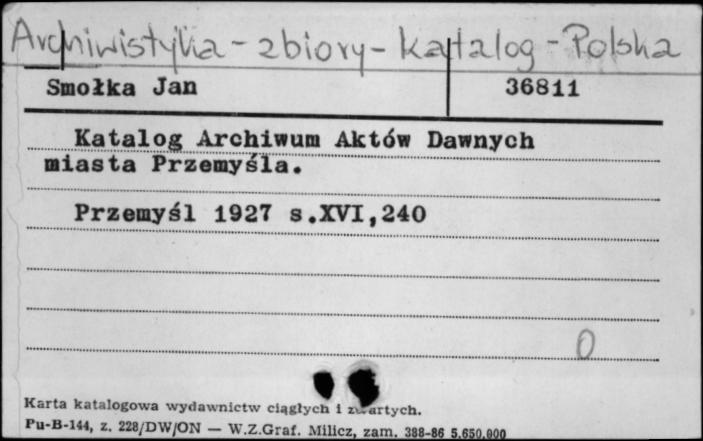 Archiwistyka - zbiory - katalog - Polska
Smołka Jan 36811
Katalog Archiwum Aktów Dawnych
miasta Przemyśla.
Przemyśl 1927 s.XVI,240
0
Karta katalogowa wydawnictw ciągłych i zwartych.
Pu-B-144, z. 228/DW/ON — W.Z.Graf. Milicz, zam. 388-86 5.650.000